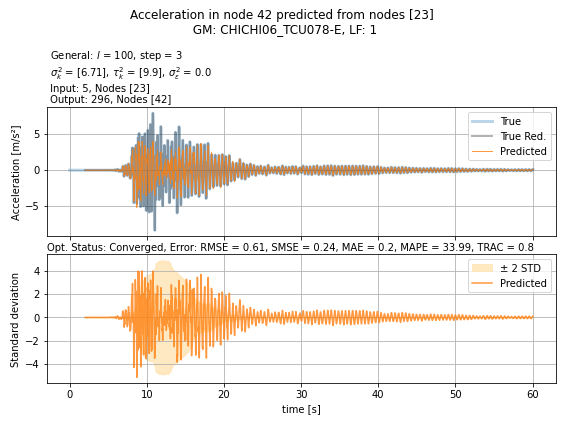 Acceleration in node 42 predicted from nodes [23]
GM: CHICHI06_TCU078-E, LF: 1
General: l = 100, step = 3
σ²ₖ = [6.71], τ²ₖ = [9.9], σ²ε = 0.0
Input: 5, Nodes [23]
Output: 296, Nodes [42]
True
True Red.
Predicted
Acceleration [m/s²]
5
0
−5
Opt. Status: Converged, Error: RMSE = 0.61, SMSE = 0.24, MAE = 0.2, MAPE = 33.99, TRAC = 0.8
± 2 STD
Predicted
Standard deviation
4
2
0
−2
−4
0 10 20 30 40 50 60
time [s]